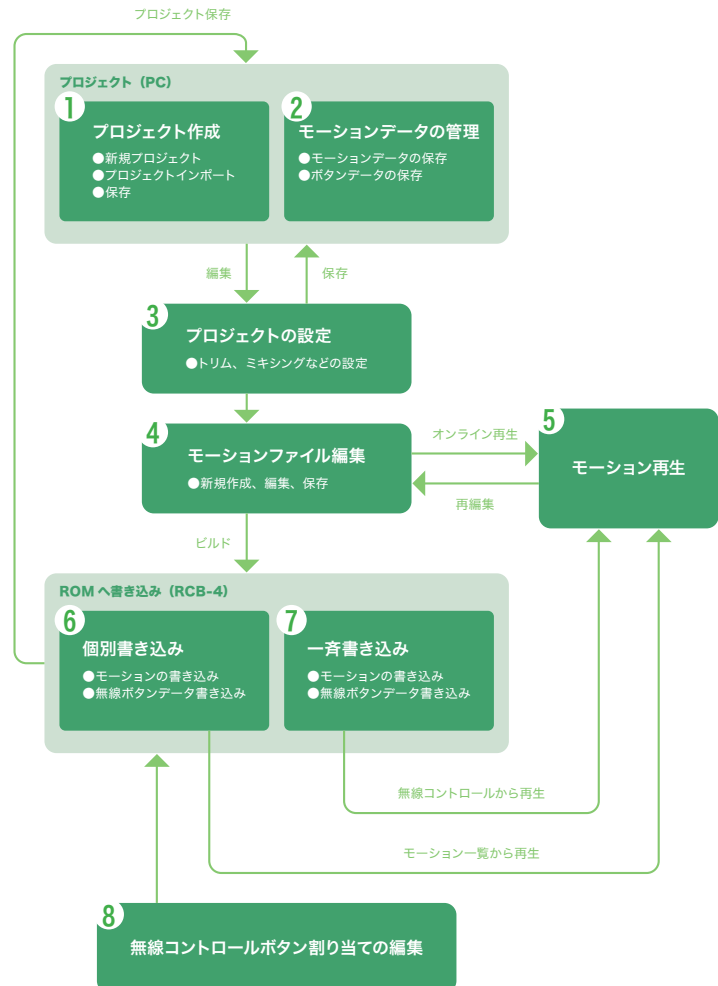 プロジェクト保存
プロジェクト（PC）
1
プロジェクト作成
●新規プロジェクト
●プロジェクトインポート
●保存
2
モーションデータの管理
●モーションデータの保存
●ボタンデータの保存
編集
保存
3
プロジェクトの設定
●トリム、ミキシングなどの設定
4
モーションファイル編集
●新規作成、編集、保存
オンライン再生
再編集
5
モーション再生
ビルド
ROMへ書き込み（RCB-4）
6
個別書き込み
●モーションの書き込み
●無線ボタンデータ書き込み
7
一斉書き込み
●モーションの書き込み
●無線ボタンデータ書き込み
無線コントロールから再生
モーション一覧から再生
8
無線コントロールボタン割り当ての編集